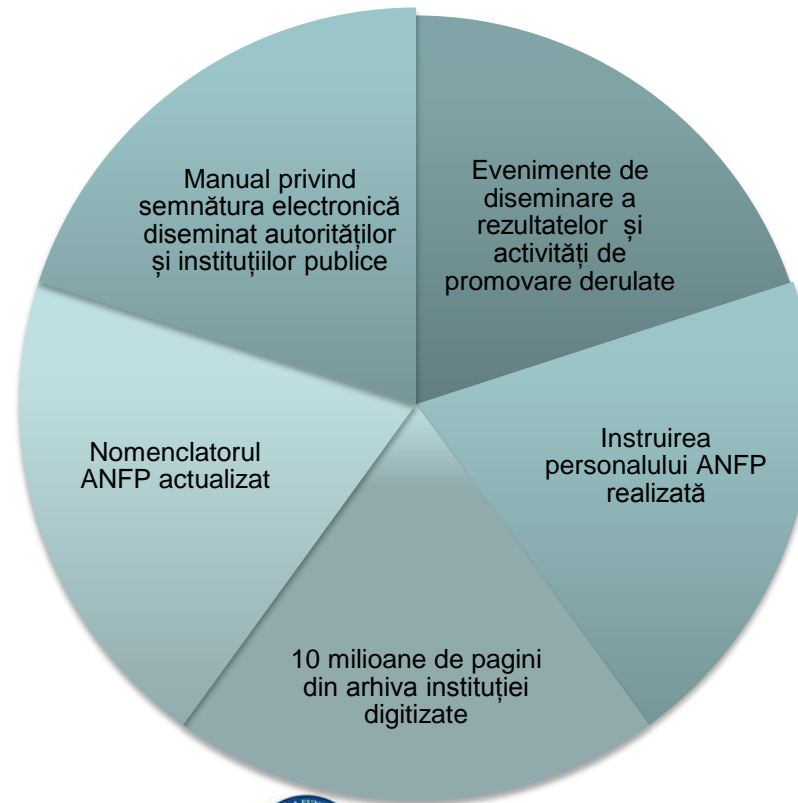 Manual privind
semnătura electronică
diseminat autorităților
și instituțiilor publice
Evenimente de
diseminare a
rezultatelor și
activități de
promovare derulate
Nomenclatorul
ANFP actualizat
Instruirea
personalului ANFP
realizată
10 milioane de pagini
din arhiva instituției
digitizate